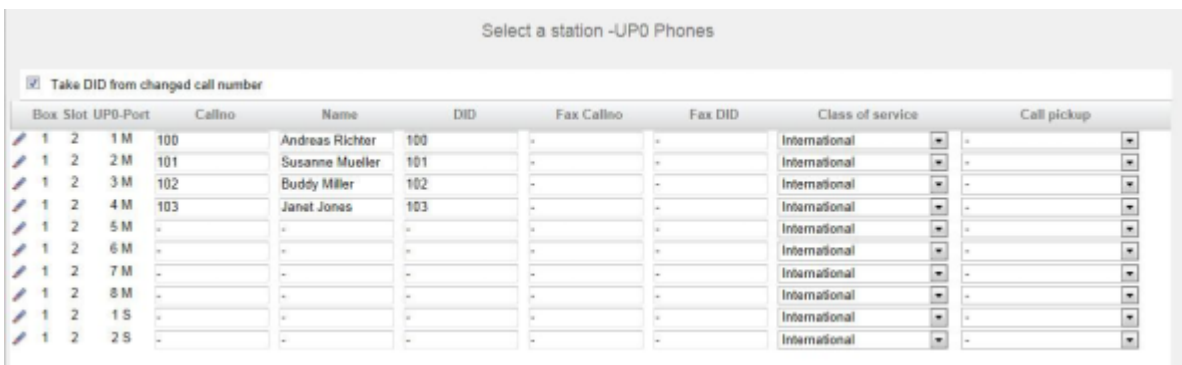 Select a station -UP0 Phones
Take DID from changed call number
Box Slot UP0-Port Callno Name DID Fax Callno Fax DID Class of service Call pickup
1 2 1 M 100 Andreas Richter 100 - - International -
1 2 2 M 101 Susanne Mueller 101 - - International -
1 2 3 M 102 Buddy Miller 102 - - International -
1 2 4 M 103 Janet Jones 103 - - International -
1 2 5 M - - - - - International -
1 2 6 M - - - - - International -
1 2 7 M - - - - - International -
1 2 8 M - - - - - International -
1 2 1 S - - - - - International -
1 2 2 S - - - - - International -